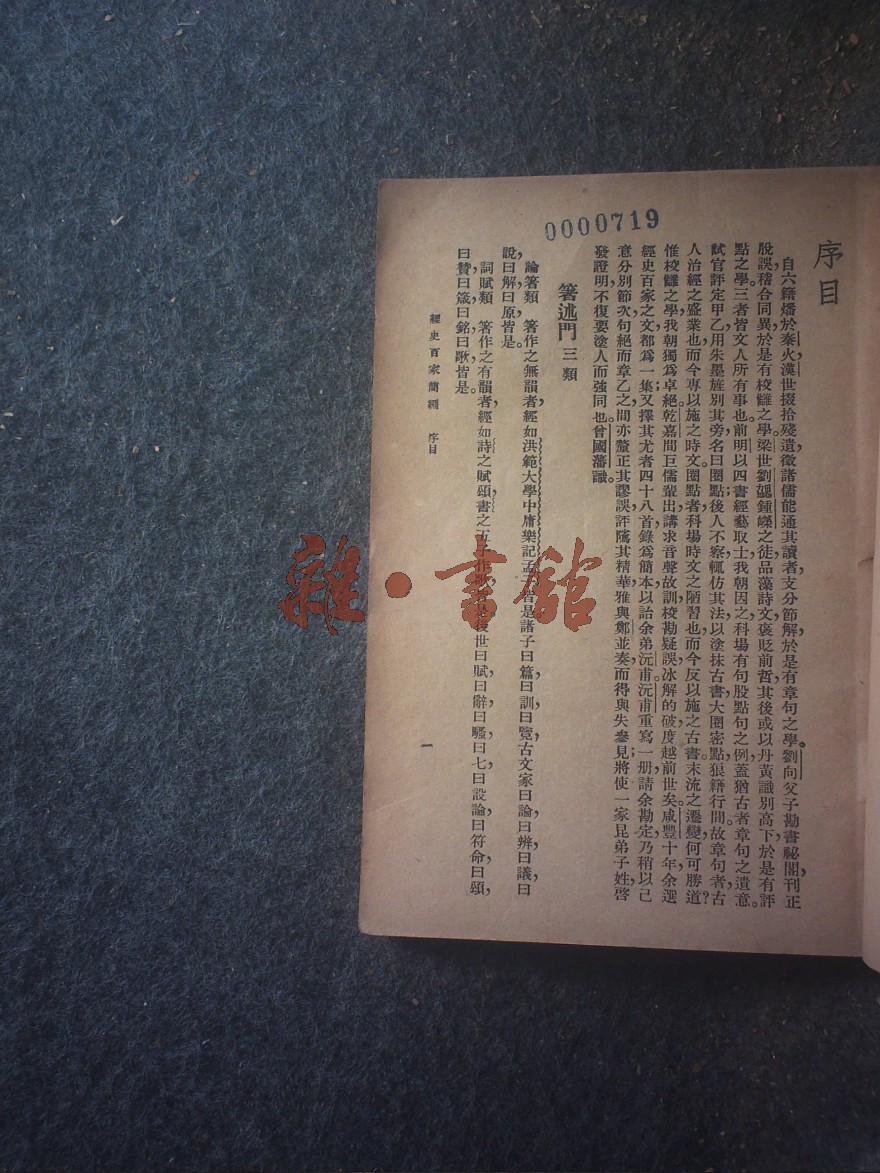 0000719
序目
自六籍燔於秦火,漢世掇拾殘遺,徵諸儒能通其讀者,支分節解,於是有章句之學。劉向父子勘書祕閣,刊正
脫誤,稽合同異,於是有校讎之學。梁世劉勰鍾嶸之徒,品藻詩文,褒貶前哲,其後或以丹黃識別高下,於是有評
點之學。三者皆文人所有事也。前明以四書經藝取士,我朝因之,科場有句股點句之例,蓋猶古者章句之遺意。
試官評定甲乙,用朱墨旌別其旁,名曰圈點;後人不察,輒仿其法,以塗抹古書,大圈密點,狼籍行間。故章句者,古
人治經之盛業也,而今專以施之時文。圈點者,科場時文之陋習也,而今反以施之古書。末流之遷變,何可勝道?
惟校讎之學,我朝獨爲卓絕。乾嘉間巨儒輩出,講求音聲故訓,校勘疑誤,冰解的破,度越前世矣。咸豐十年,余選
經史百家之文,都爲一集;又擇其尤者四十八首,錄爲簡本,以詒余弟沅甫。沅甫重寫一册,請余勘定,乃稍以己
意分別節次,句絕而章乙之,間亦釐正其謬誤,評隲其精華,雅與鄭並奏,而得與失參見;將使一家昆弟子姓,啓
發證明,不復要塗人而強同也。曾國藩識。
箸述門 三類
論箸類 箸作之無韻者,經如洪範大學中庸樂記孟子皆是,諸子曰篇,曰訓,曰覽,古文家曰論,曰辨,曰議,曰
說,曰解,曰原,皆是。
詞賦類 箸作之有韻者,經如詩之賦頌,書之五子作歌皆是,後世曰賦,曰辭,曰騷,曰七,曰設論,曰符命,曰頌,
曰贊,曰箴,曰銘,曰歌,皆是。
經史百家簡編 序目
一
雜·書館